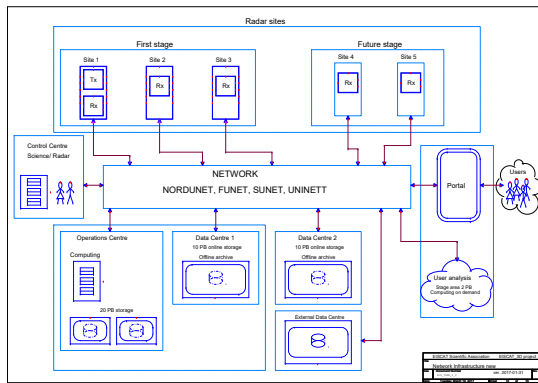 Radar sites
First stage
Future stage
Site 1
Site 2
Site 3
Site 4
Site 5
Tx
Rx
Rx
Rx
Rx
Rx
Control Centre
Science/ Radar
NETWORK
NORDUNET, FUNET, SUNET, UNINETT
Portal
Users
Operations Centre
Computing
20 PB storage
Data Centre 1
10 PB online storage
Offline archive
Data Centre 2
10 PB online storage
Offline archive
External Data Centre
User analysis
Stage area 2 PB
Computing on demand
EISCAT Scientific Association EISCAT_3D project
Network infrastructure new
ver. 2017-01-31